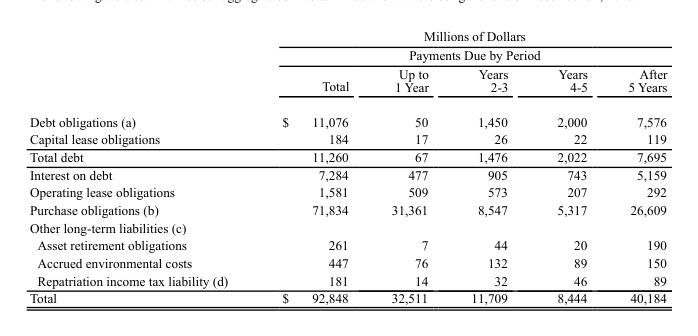 Millions of Dollars
Payments Due by Period
Up to Years Years After
Total 1 Year 2-3 4-5 5 Years
Debt obligations (a) $ 11,076 50 1,450 2,000 7,576
Capital lease obligations 184 17 26 22 119
Total debt 11,260 67 1,476 2,022 7,695
Interest on debt 7,284 477 905 743 5,159
Operating lease obligations 1,581 509 573 207 292
Purchase obligations (b) 71,834 31,361 8,547 5,317 26,609
Other long-term liabilities (c)
Asset retirement obligations 261 7 44 20 190
Accrued environmental costs 447 76 132 89 150
Repatriation income tax liability (d) 181 14 32 46 89
Total $ 92,848 32,511 11,709 8,444 40,184